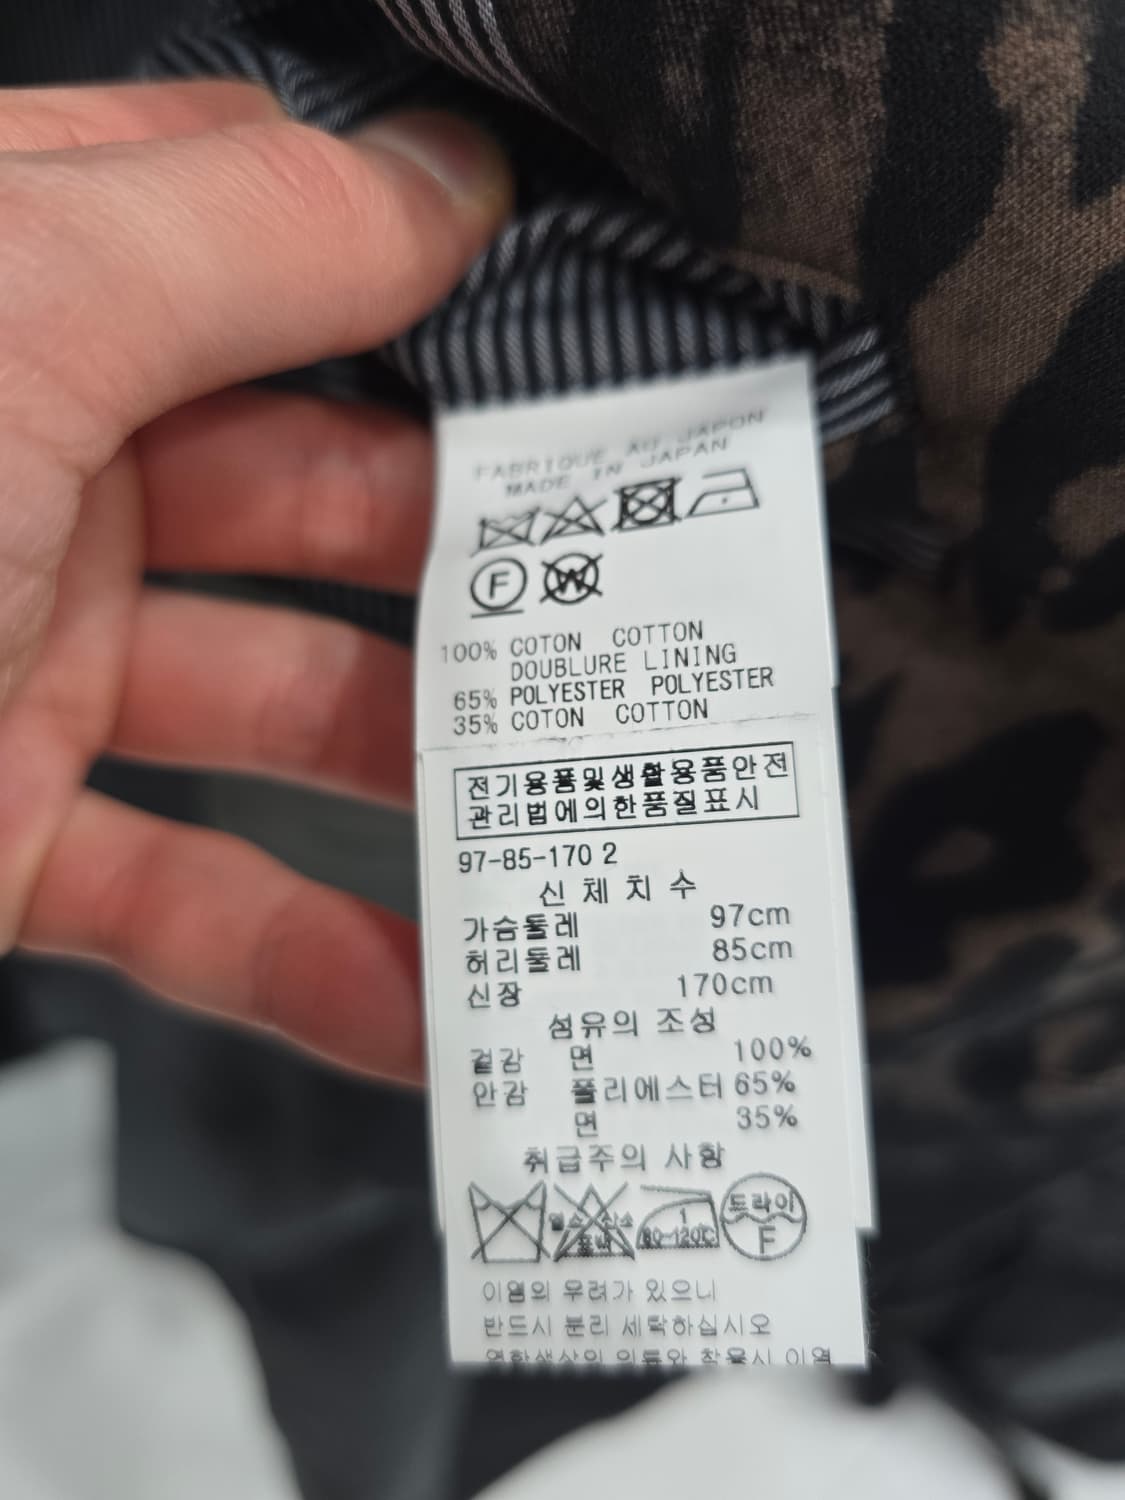 FABRIQUE AU JAPON
MADE IN JAPAN
F W
100% COTON COTTON
DOUBLURE LINING
65% POLYESTER POLYESTER
35% COTON COTTON
전기용품및생활용품안전
관리법에의한품질표시
97-85-170 2
신체치수
가슴둘레 97cm
허리둘레 85cm
신장 170cm
섬유의 조성
겉감 면 100%
안감 폴리에스터 65%
면 35%
취급주의 사항
1
80-120℃
드라이
F
이염의 우려가 있으니
반드시 분리 세탁하십시오